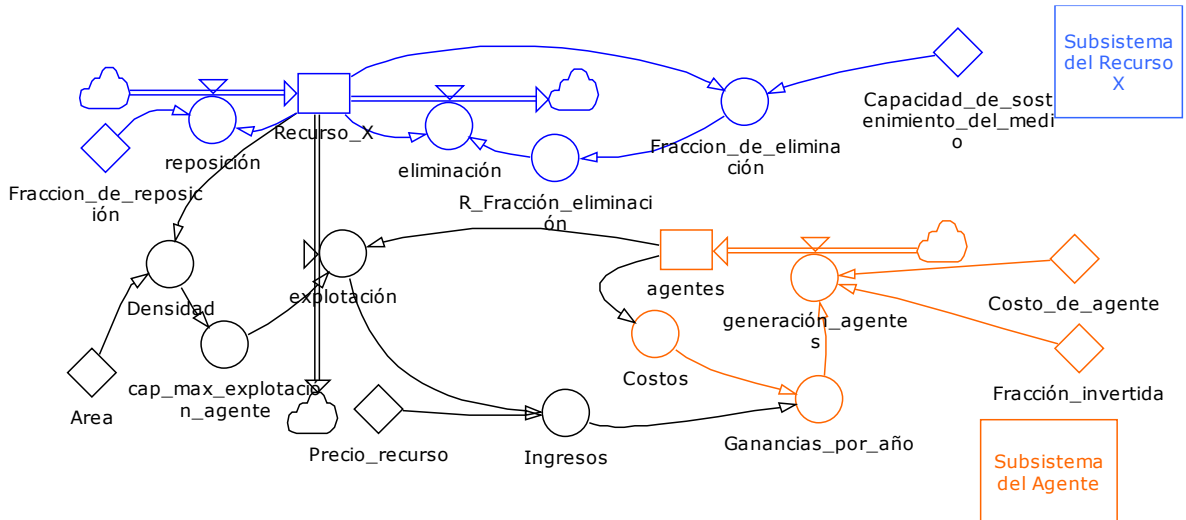 Subsistema
del Recurso
X
Capacidad_de_sost
enimiento_del_medi
o
Recurso_X
reposición
eliminación
Fraccion_de_elimina
ción
Fraccion_de_reposic
ión
R_Fracción_eliminaci
ón
Densidad
explotación
agentes
generación_agente
s
Costo_de_agente
Costos
cap_max_explotacio
n_agente
Area
Fracción_invertida
Precio_recurso
Ingresos
Ganancias_por_año
Subsistema
del Agente